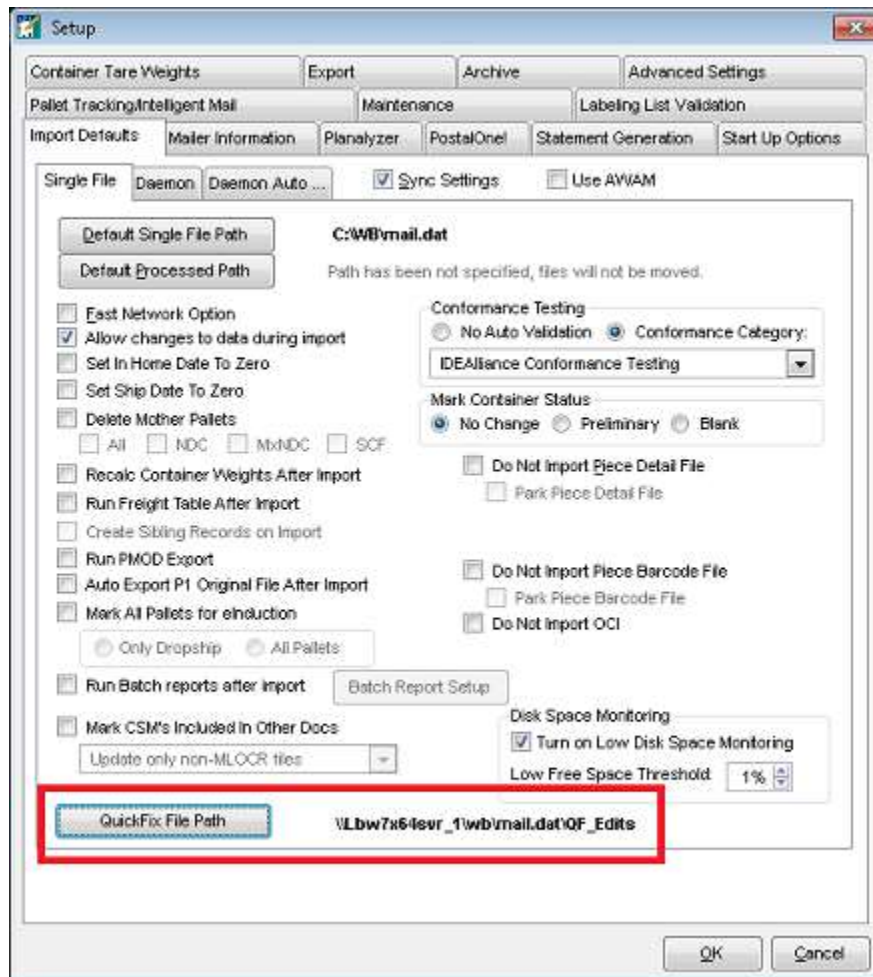 Setup
Container Tare Weights Export Archive Advanced Settings
Pallet Tracking/Intelligent Mail Maintenance Labeling List Validation
Import Defaults Mailer Information Planalyzer PostalOne! Statement Generation Start Up Options
Single File Daemon Daemon Auto ... Sync Settings Use AWAM
Default Single File Path C:\WB\mail.dat
Default Processed Path Path has been not specified, files will not be moved.
Fast Network Option
Allow changes to data during import
Set In Home Date To Zero
Set Ship Date To Zero
Delete Mother Pallets
All NDC MxNDC SCF
Recalc Container Weights After Import
Run Freight Table After Import
Create Sibling Records on Import
Run PMOD Export
Auto Export P1 Original File After Import
Mark All Pallets for eInduction
Only Dropship All Pallets
Run Batch reports after import Batch Report Setup
Mark CSM's Included In Other Docs
Update only non-MLOCR files
Conformance Testing
No Auto Validation Conformance Category:
IDEAlliance Conformance Testing
Mark Container Status
No Change Preliminary Blank
Do Not Import Piece Detail File
Park Piece Detail File
Do Not Import Piece Barcode File
Park Piece Barcode File
Do Not Import OCI
Disk Space Monitoring
Turn on Low Disk Space Monitoring
Low Free Space Threshold 1%
QuickFix File Path \\Lbw7x64svr_1\wb\mail.dat\QF_Edits
OK Cancel